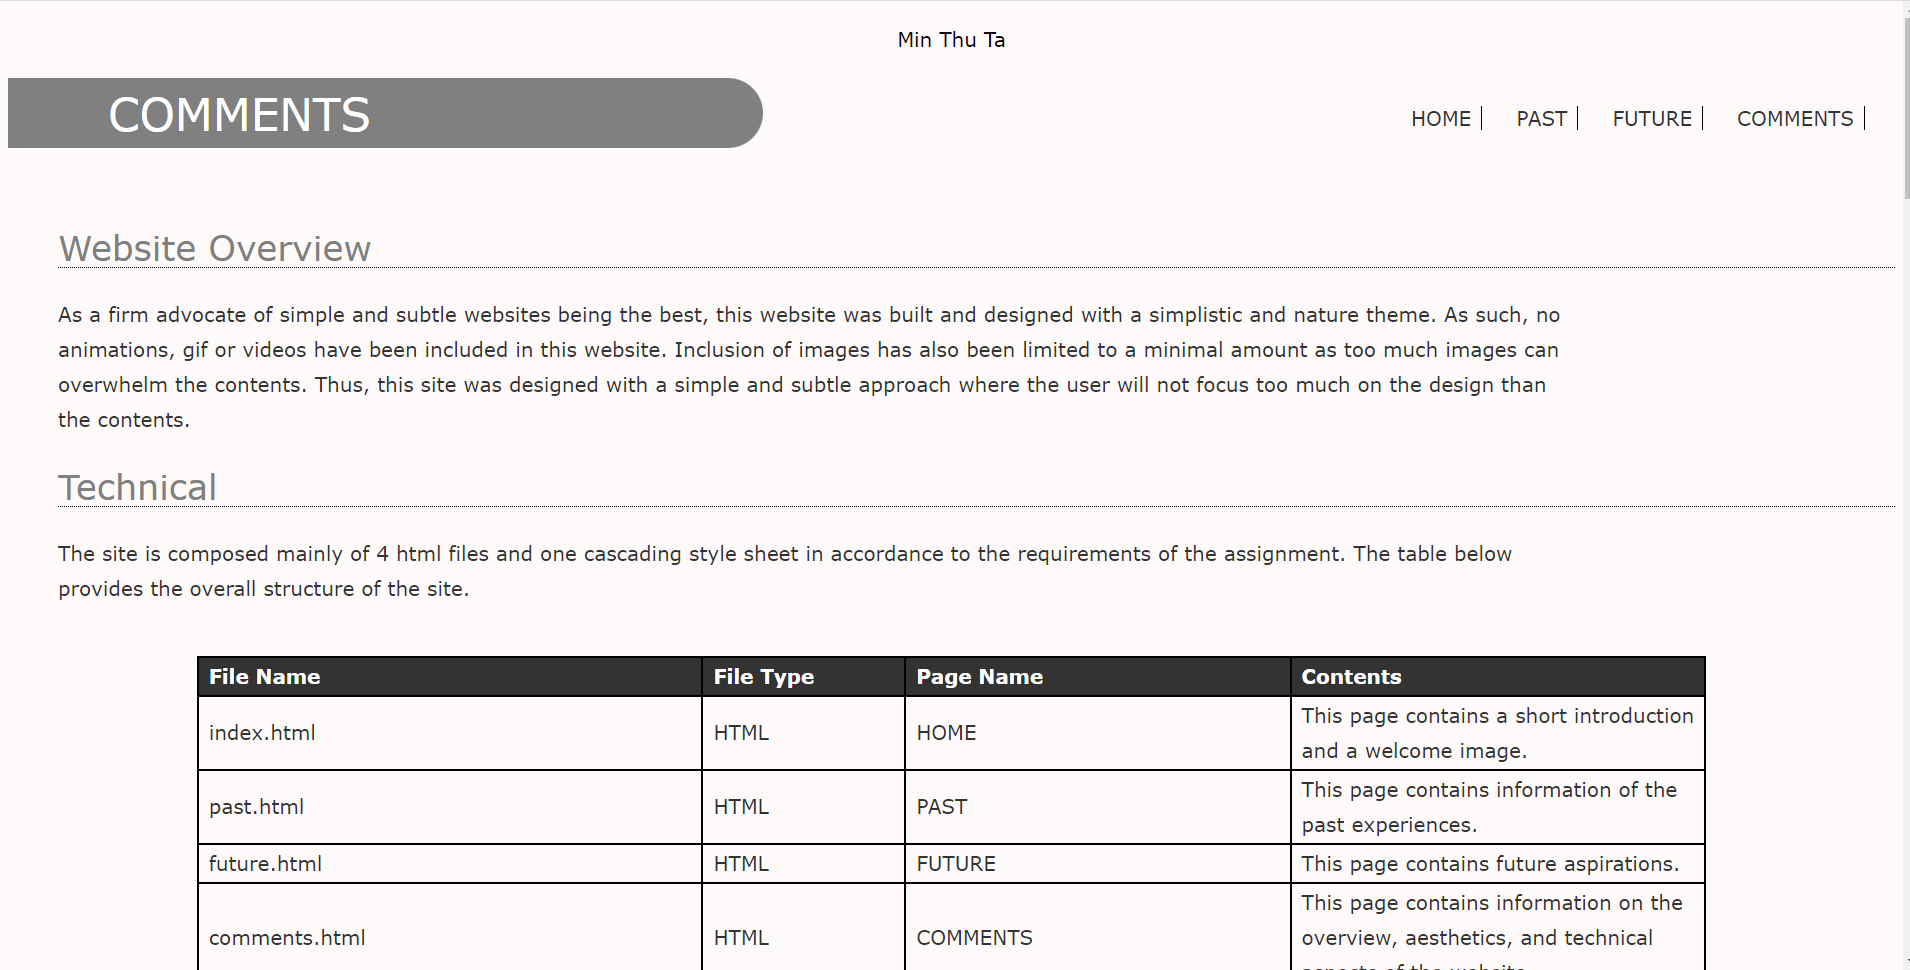 Min Thu Ta
COMMENTS
HOME PAST FUTURE COMMENTS
Website Overview
As a firm advocate of simple and subtle websites being the best, this website was built and designed with a simplistic and nature theme. As such, no
animations, gif or videos have been included in this website. Inclusion of images has also been limited to a minimal amount as too much images can
overwhelm the contents. Thus, this site was designed with a simple and subtle approach where the user will not focus too much on the design than
the contents.
Technical
The site is composed mainly of 4 html files and one cascading style sheet in accordance to the requirements of the assignment. The table below
provides the overall structure of the site.
File Name File Type Page Name Contents
index.html HTML HOME This page contains a short introduction
and a welcome image.
past.html HTML PAST This page contains information of the
past experiences.
future.html HTML FUTURE This page contains future aspirations.
comments.html HTML COMMENTS This page contains information on the
overview, aesthetics, and technical